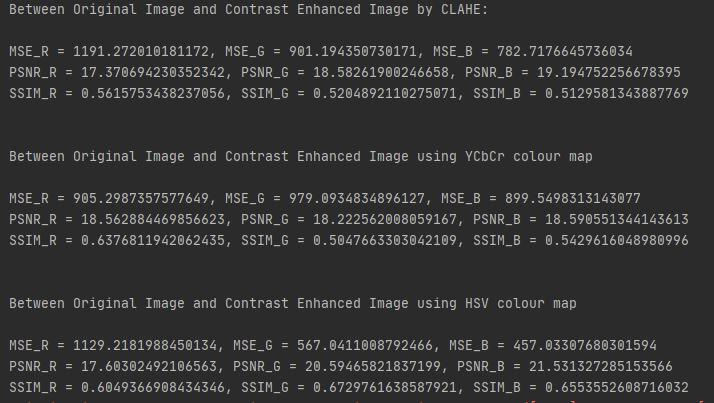 Between Original Image and Contrast Enhanced Image by CLAHE:
MSE_R = 1191.272010181172, MSE_G = 901.194350730171, MSE_B = 782.7176645736034
PSNR_R = 17.370694230352342, PSNR_G = 18.58261900246658, PSNR_B = 19.194752256678395
SSIM_R = 0.5615753438237056, SSIM_G = 0.5204892110275071, SSIM_B = 0.5129581343887769
Between Original Image and Contrast Enhanced Image using YCbCr colour map
MSE_R = 905.2987357577649, MSE_G = 979.0934834896127, MSE_B = 899.5498313143077
PSNR_R = 18.562884469856623, PSNR_G = 18.222562008059167, PSNR_B = 18.590551344143613
SSIM_R = 0.6376811942062435, SSIM_G = 0.5047663303042109, SSIM_B = 0.5429616048980996
Between Original Image and Contrast Enhanced Image using HSV colour map
MSE_R = 1129.2181988450134, MSE_G = 567.0411008792466, MSE_B = 457.03307680301594
PSNR_R = 17.60302492106563, PSNR_G = 20.59465821837199, PSNR_B = 21.531327285153566
SSIM_R = 0.6049366908434346, SSIM_G = 0.6729761638587921, SSIM_B = 0.6553552608716032